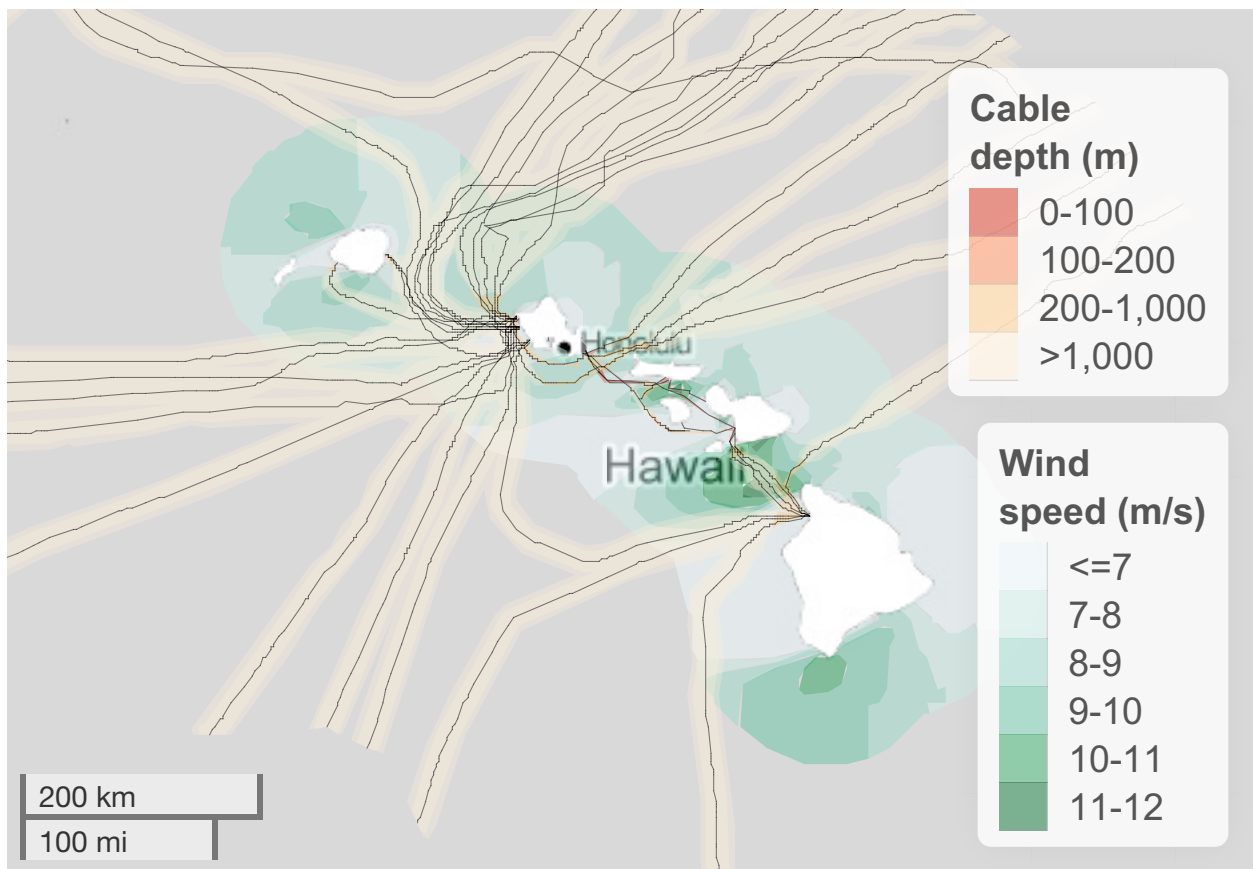 Cable
depth (m)
0-100
100-200
200-1,000
>1,000
Honolulu
Hawaii
Wind
speed (m/s)
<=7
7-8
8-9
9-10
10-11
11-12
200 km
100 mi